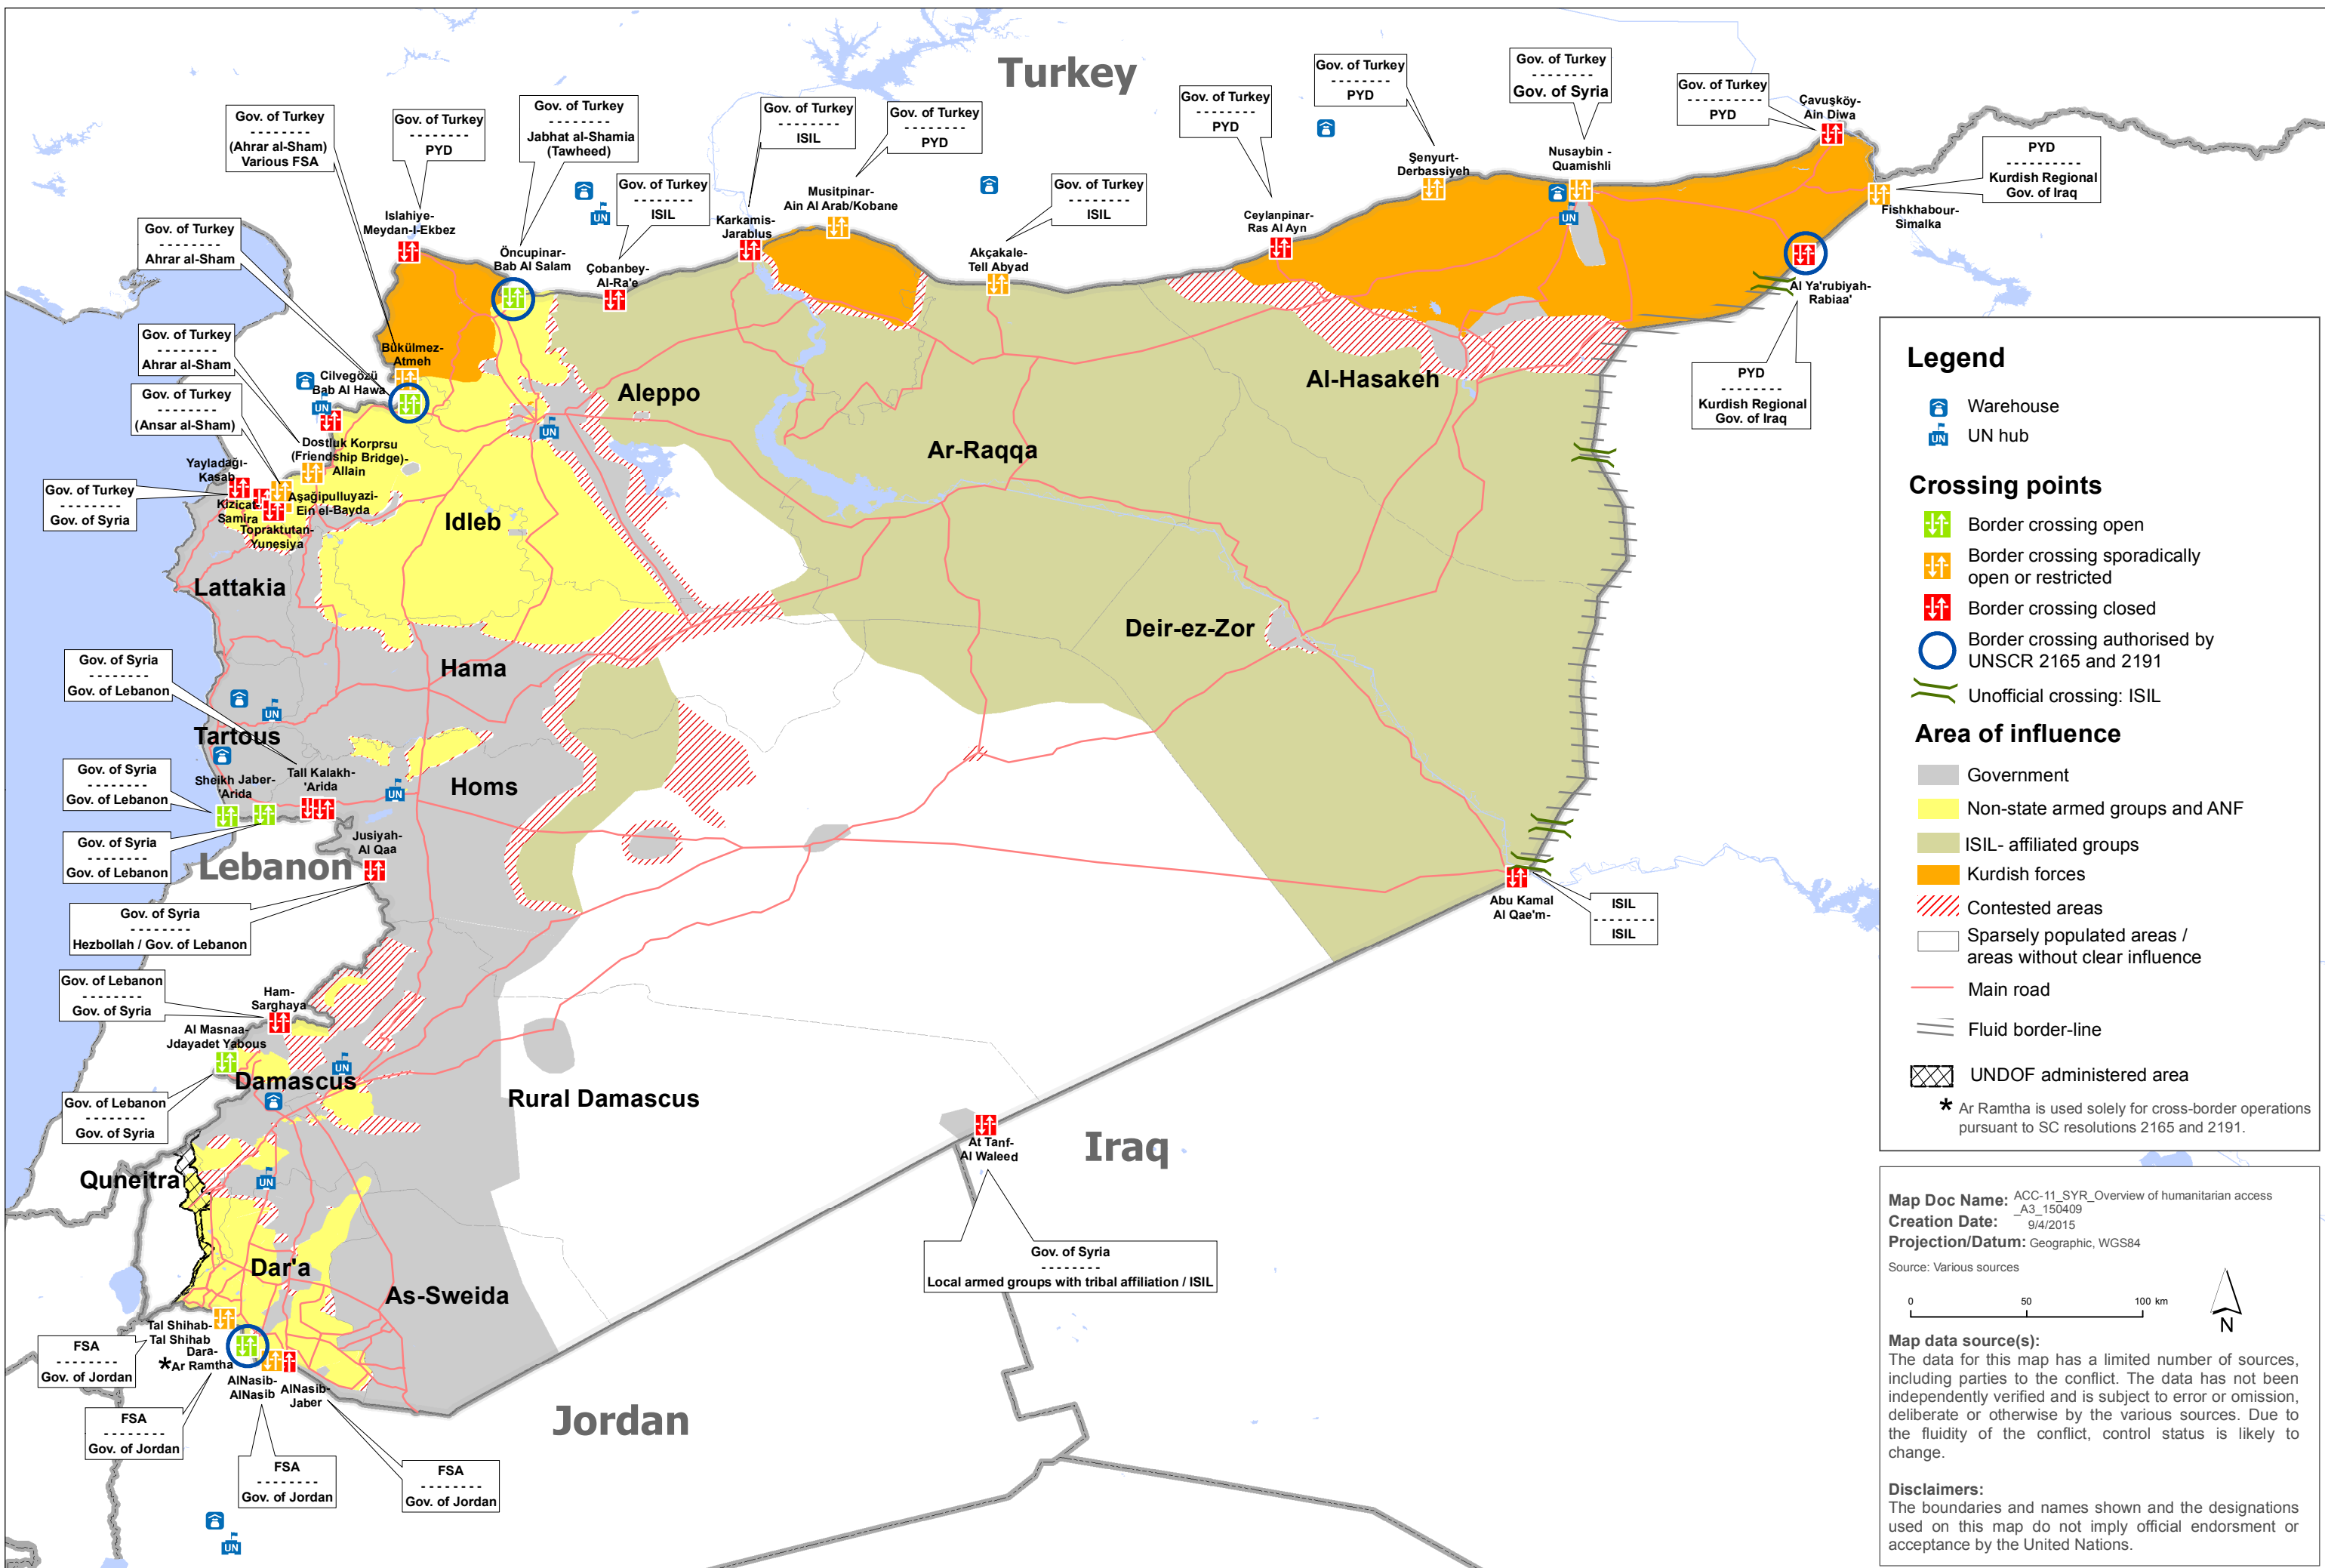 Turkey
Gov. of Turkey
- - - - - - - -
(Ahrar al-Sham)
Various FSA
Gov. of Turkey
- - - - - - - -
PYD
Gov. of Turkey
- - - - - - - -
Jabhat al-Shamia
(Tawheed)
Gov. of Turkey
- - - - - - - -
ISIL
Gov. of Turkey
- - - - - - - -
ISIL
Gov. of Turkey
- - - - - - - -
PYD
Gov. of Turkey
- - - - - - - -
ISIL
Gov. of Turkey
- - - - - - - -
PYD
Gov. of Turkey
- - - - - - - -
PYD
Gov. of Turkey
- - - - - - - -
Gov. of Syria
Gov. of Turkey
- - - - - - - - - -
PYD
PYD
- - - - - - - - - -
Kurdish Regional
Gov. of Iraq
Islahiye-
Meydan-I-Ekbez
Öncupinar-
Bab Al Salam
Çobanbey-
Al-Ra'e
Karkamis-
Jarablus
Musitpinar-
Ain Al Arab/Kobane
Akçakale-
Tell Abyad
Ceylanpinar-
Ras Al Ayn
Şenyurt-
Derbassiyeh
Nusaybin -
Quamishli
Çavuşköy-
Ain Diwa
Fishkhabour-
Simalka
Al Ya'rubiyah-
Rabiaa'
PYD
- - - - - - - -
Kurdish Regional
Gov. of Iraq
UN
UN
Gov. of Turkey
- - - - - - - -
Ahrar al-Sham
Gov. of Turkey
- - - - - - - -
Ahrar al-Sham
Gov. of Turkey
- - - - - - - -
(Ansar al-Sham)
Gov. of Turkey
- - - - - - - -
Gov. of Syria
Bükülmez-
Atmeh
Cilvegözü
Bab Al Hawa
UN
UN
Dostluk Korprsu
(Friendship Bridge)-
Allain
Yayladaği-
Kasab
Aşağipulluyazi-
Ein el-Bayda
Kizicat-
Samira
Topraktutan-
Yunesiya
Aleppo
Ar-Raqqa
Al-Hasakeh
Idleb
Lattakia
Deir-ez-Zor
Hama
Tartous
Homs
UN
UN
Gov. of Syria
- - - - - - - -
Gov. of Lebanon
Gov. of Syria
- - - - - - - -
Gov. of Lebanon
Gov. of Syria
- - - - - - - -
Gov. of Lebanon
Sheikh Jaber-
'Arida
Tall Kalakh-
'Arida
Jusiyah-
Al Qaa
Lebanon
Gov. of Syria
- - - - - - - -
Hezbollah / Gov. of Lebanon
Gov. of Lebanon
- - - - - - - -
Gov. of Syria
Ham-
Sarghaya
Al Masnaa-
Jdayadet Yabous
Gov. of Lebanon
- - - - - - - -
Gov. of Syria
UN
Damascus
Rural Damascus
Abu Kamal
Al Qae'm-
ISIL
- - - - - - - -
ISIL
At Tanf-
Al Waleed
Iraq
Gov. of Syria
- - - - - - - -
Local armed groups with tribal affiliation / ISIL
Quneitra
UN
Dar'a
As-Sweida
Tal Shihab-
Tal Shihab
Dara-
*Ar Ramtha
AlNasib-
AlNasib
AlNasib-
Jaber
FSA
- - - - - - - - -
Gov. of Jordan
FSA
- - - - - - - -
Gov. of Jordan
FSA
- - - - - - - -
Gov. of Jordan
FSA
- - - - - - - -
Gov. of Jordan
Jordan
UN
Legend
Warehouse
UN
UN hub
Crossing points
Border crossing open
Border crossing sporadically
open or restricted
Border crossing closed
Border crossing authorised by
UNSCR 2165 and 2191
Unofficial crossing: ISIL
Area of influence
Government
Non-state armed groups and ANF
ISIL- affiliated groups
Kurdish forces
Contested areas
Sparsely populated areas /
areas without clear influence
Main road
Fluid border-line
UNDOF administered area
* Ar Ramtha is used solely for cross-border operations
pursuant to SC resolutions 2165 and 2191.
Map Doc Name: ACC-11_SYR_Overview of humanitarian access
_A3_150409
Creation Date: 9/4/2015
Projection/Datum: Geographic, WGS84
Source: Various sources
0 50 100 km
N
Map data source(s):
The data for this map has a limited number of sources,
including parties to the conflict. The data has not been
independently verified and is subject to error or omission,
deliberate or otherwise by the various sources. Due to
the fluidity of the conflict, control status is likely to
change.
Disclaimers:
The boundaries and names shown and the designations
used on this map do not imply official endorsment or
acceptance by the United Nations.